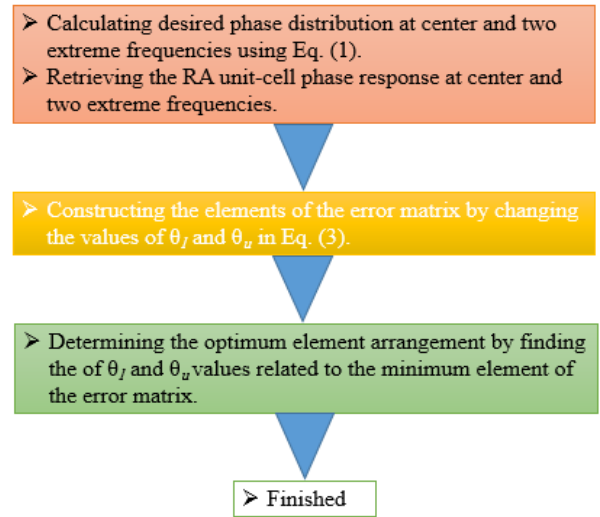 ➢ Calculating desired phase distribution at center and two
extreme frequencies using Eq. (1).
➢ Retrieving the RA unit-cell phase response at center and
two extreme frequencies.
➢ Constructing the elements of the error matrix by changing
the values of θl and θu in Eq. (3).
➢ Determining the optimum element arrangement by finding
the of θl and θu values related to the minimum element of
the error matrix.
➢ Finished